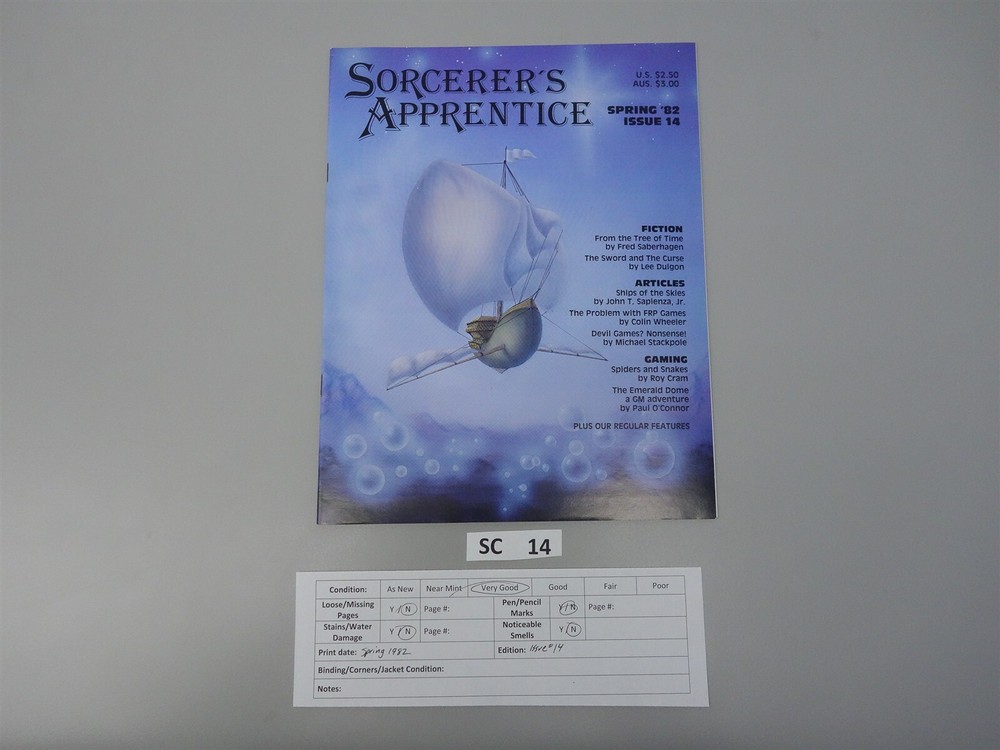 SORCERER'S
APPRENTICE
U.S. $2.50
AUS. $3.00
SPRING '82
ISSUE 14
FICTION
From the Tree of Time
by Fred Saberhagen
The Sword and The Curse
by Lee Duigon
ARTICLES
Ships of the Skies
by John T. Sapienza, Jr.
The Problem with FRP Games
by Colin Wheeler
Devil Games? Nonsense!
by Michael Stackpole
GAMING
Spiders and Snakes
by Roy Cram
The Emerald Dome
a GM adventure
by Paul O'Connor
PLUS OUR REGULAR FEATURES
SC 14
Condition: As New Near Mint Very Good Good Fair Poor
Loose/Missing Pages Y / N Page #: Pen/Pencil Marks Y / N Page #:
Stains/Water Damage Y / N Page #: Noticeable Smells Y / N
Print date: Spring 1982 Edition: Issue #14
Binding/Corners/Jacket Condition:
Notes: